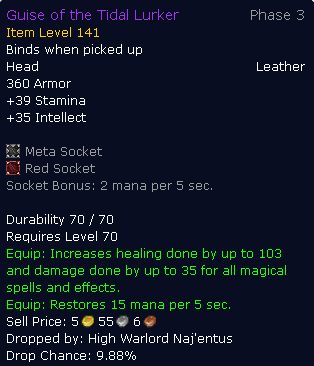 Guise of the Tidal Lurker Phase 3
Item Level 141
Binds when picked up
Head Leather
360 Armor
+39 Stamina
+35 Intellect
Meta Socket
Red Socket
Socket Bonus: 2 mana per 5 sec.
Durability 70 / 70
Requires Level 70
Equip: Increases healing done by up to 103
and damage done by up to 35 for all magical
spells and effects.
Equip: Restores 15 mana per 5 sec.
Sell Price: 5 55 6
Dropped by: High Warlord Naj'entus
Drop Chance: 9.88%